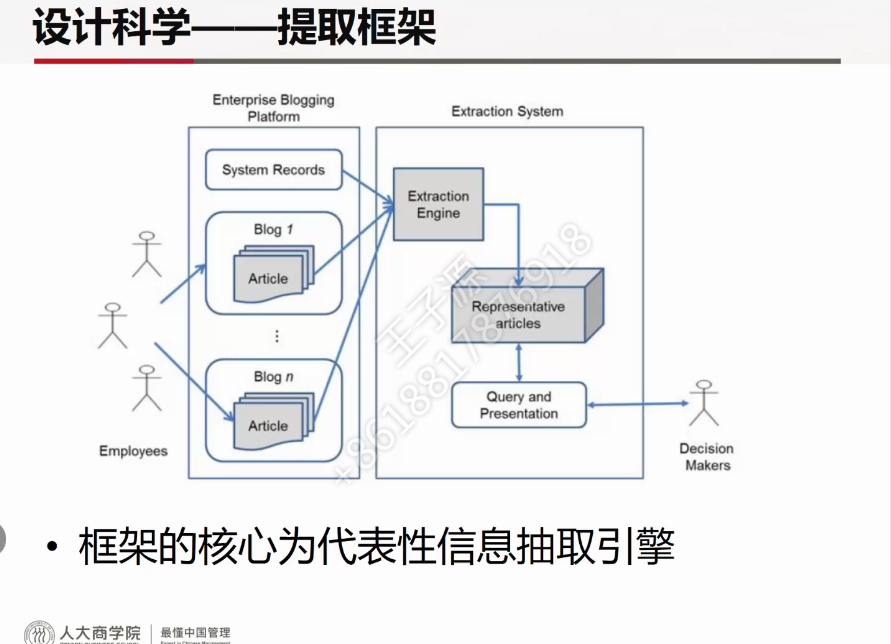 设计科学——提取框架
Enterprise Blogging
Platform
Extraction System
System Records
Extraction
Engine
Blog 1
Article
⋮
Representative
articles
Blog n
Article
Query and
Presentation
Employees
Decision
Makers
王子源
+8618817876918
• 框架的核心为代表性信息抽取引擎
人大商学院
最懂中国管理